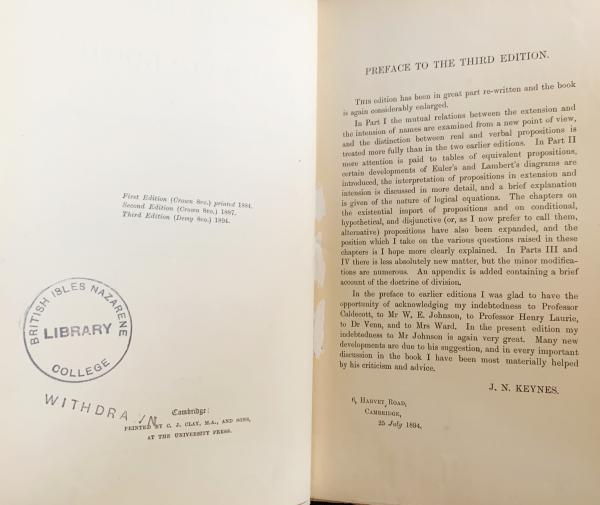 First Edition (Crown 8vo.) printed 1884.
Second Edition (Crown 8vo.) 1887.
Third Edition (Demy 8vo.) 1894.
BRITISH ISLES NAZARENE
LIBRARY
COLLEGE
WITHDRAWN
Cambridge:
PRINTED BY C. J. CLAY, M.A., AND SONS,
AT THE UNIVERSITY PRESS.
PREFACE TO THE THIRD EDITION.
THIS edition has been in great part re-written and the book
is again considerably enlarged.
In Part I the mutual relations between the extension and
the intension of names are examined from a new point of view,
and the distinction between real and verbal propositions is
treated more fully than in the two earlier editions. In Part II
more attention is paid to tables of equivalent propositions,
certain developments of Euler's and Lambert's diagrams are
introduced, the interpretation of propositions in extension and
intension is discussed in more detail, and a brief explanation
is given of the nature of logical equations. The chapters on
the existential import of propositions and on conditional,
hypothetical, and disjunctive (or, as I now prefer to call them,
alternative) propositions have also been expanded, and the
position which I take on the various questions raised in these
chapters is I hope more clearly explained. In Parts III and
IV there is less absolutely new matter, but the minor modifica-
tions are numerous. An appendix is added containing a brief
account of the doctrine of division.
In the preface to earlier editions I was glad to have the
opportunity of acknowledging my indebtedness to Professor
Caldecott, to Mr W. E. Johnson, to Professor Henry Laurie,
to Dr Venn, and to Mrs Ward. In the present edition my
indebtedness to Mr Johnson is again very great. Many new
developments are due to his suggestion, and in every important
discussion in the book I have been most materially helped
by his criticism and advice.
J. N. KEYNES.
6, HARVEY ROAD,
CAMBRIDGE,
25 July 1894.